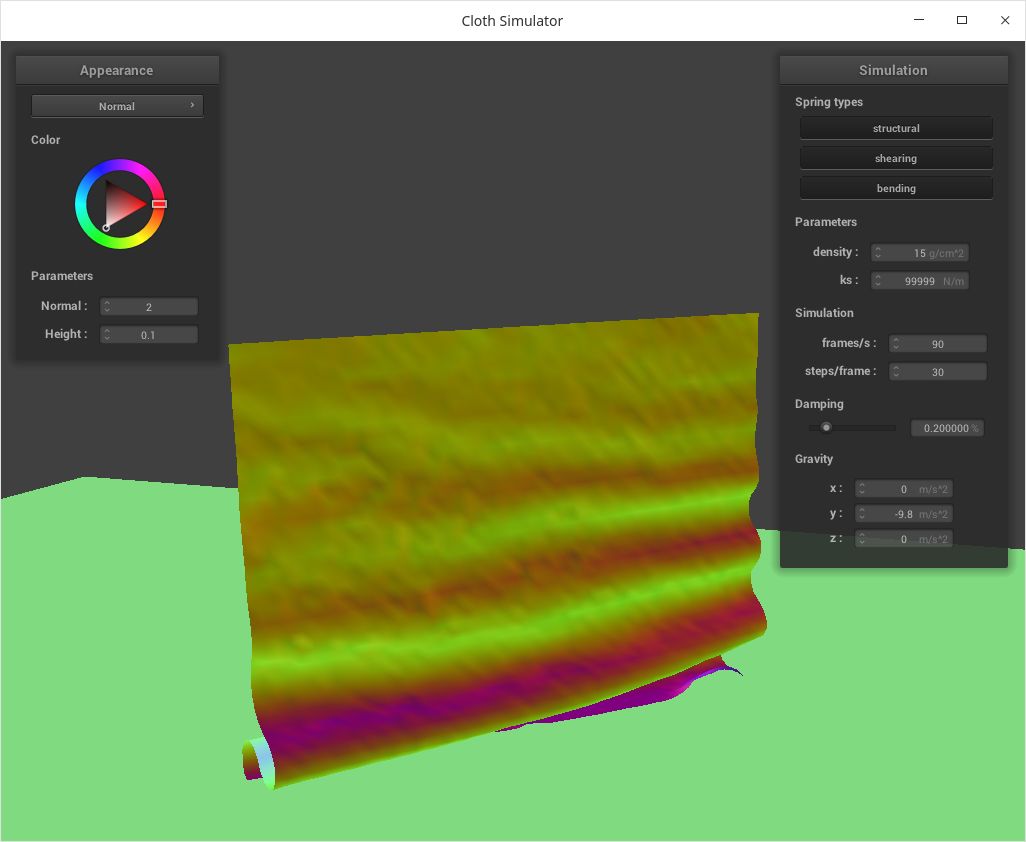 Cloth Simulator
Appearance
Normal
Color
Parameters
Normal : 2
Height : 0.1
Simulation
Spring types
structural
shearing
bending
Parameters
density : 15 g/cm^2
ks : 99999 N/m
Simulation
frames/s : 90
steps/frame : 30
Damping
0.200000 %
Gravity
x : 0 m/s^2
y : -9.8 m/s^2
z : 0 m/s^2